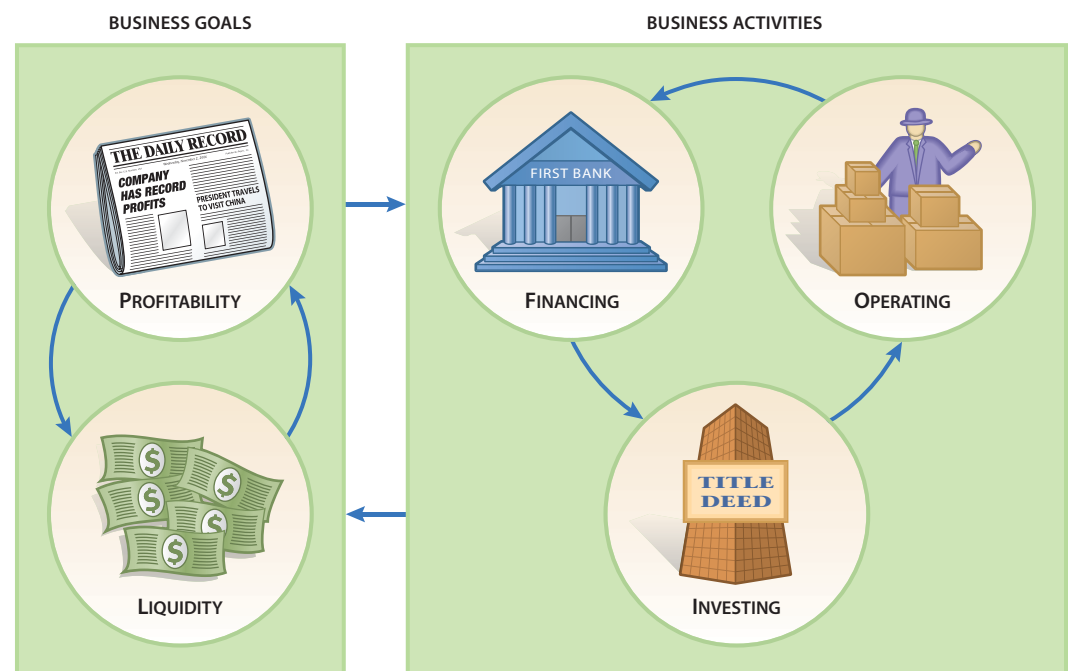 BUSINESS GOALS
BUSINESS ACTIVITIES
THE DAILY RECORD
COMPANY
HAS RECORD
PROFITS
PRESIDENT TRAVELS
TO VISIT CHINA
PROFITABILITY
FIRST BANK
FINANCING
OPERATING
LIQUIDITY
TITLE
DEED
INVESTING